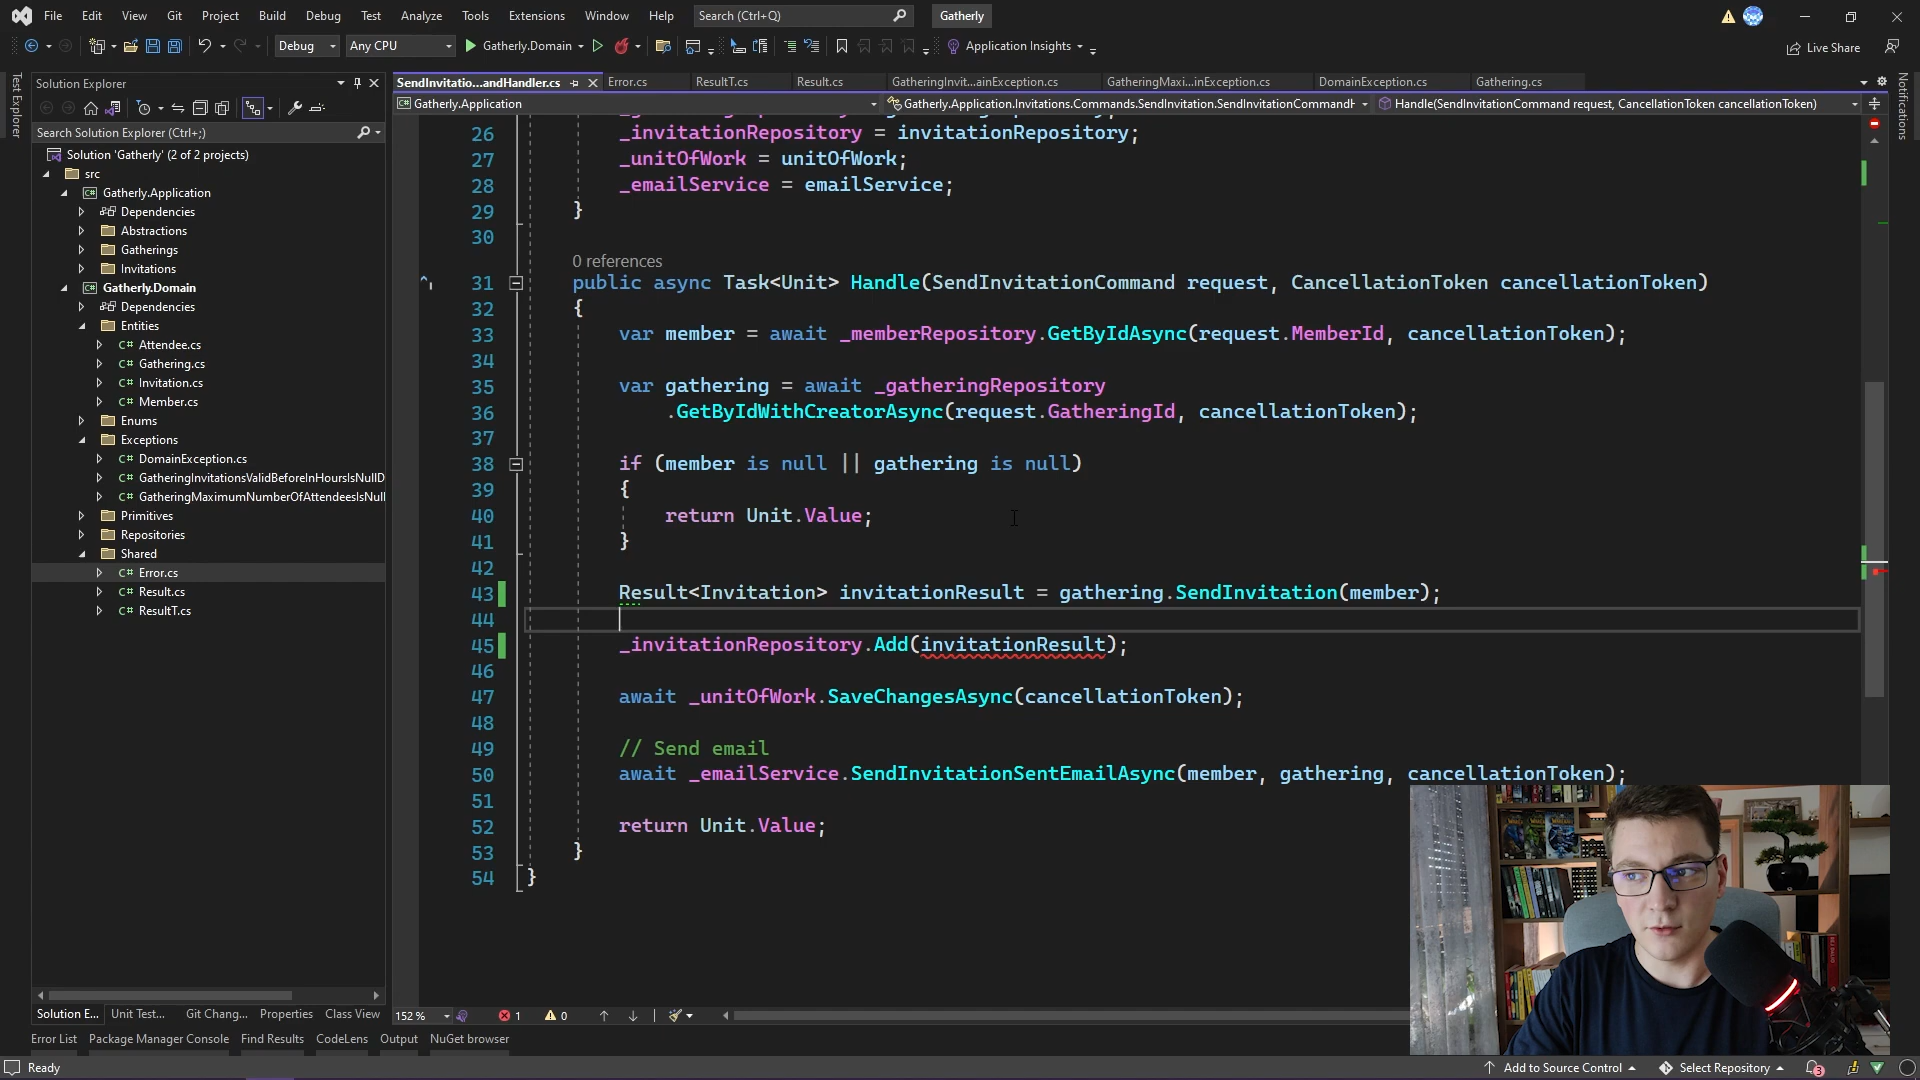 File Edit View Git Project Build Debug Test Analyze Tools Extensions Window Help Search (Ctrl+Q) Gatherly
Debug Any CPU Gatherly.Domain Application Insights Live Share
Test Explorer
Solution Explorer
Search Solution Explorer (Ctrl+;)
Solution 'Gatherly' (2 of 2 projects)
src
Gatherly.Application
Dependencies
Abstractions
Gatherings
Invitations
Gatherly.Domain
Dependencies
Entities
C# Attendee.cs
C# Gathering.cs
C# Invitation.cs
C# Member.cs
Enums
Exceptions
C# DomainException.cs
C# GatheringInvitationsValidBeforeInHoursIsNullD
C# GatheringMaximumNumberOfAttendeesIsNull
Primitives
Repositories
Shared
C# Error.cs
C# Result.cs
C# ResultT.cs
Solution E... Unit Test... Git Chang... Properties Class View
SendInvitatio...andHandler.cs Error.cs ResultT.cs Result.cs GatheringInvit...ainException.cs GatheringMaxi...inException.cs DomainException.cs Gathering.cs
Gatherly.Application Gatherly.Application.Invitations.Commands.SendInvitation.SendInvitationCommandH Handle(SendInvitationCommand request, CancellationToken cancellationToken)
26 _invitationRepository = invitationRepository;
27 _unitOfWork = unitOfWork;
28 _emailService = emailService;
29 }
30
0 references
31 public async Task<Unit> Handle(SendInvitationCommand request, CancellationToken cancellationToken)
32 {
33 var member = await _memberRepository.GetByIdAsync(request.MemberId, cancellationToken);
34
35 var gathering = await _gatheringRepository
36 .GetByIdWithCreatorAsync(request.GatheringId, cancellationToken);
37
38 if (member is null || gathering is null)
39 {
40 return Unit.Value;
41 }
42
43 Result<Invitation> invitationResult = gathering.SendInvitation(member);
44
45 _invitationRepository.Add(invitationResult);
46
47 await _unitOfWork.SaveChangesAsync(cancellationToken);
48
49 // Send email
50 await _emailService.SendInvitationSentEmailAsync(member, gathering, cancellationToken);
51
52 return Unit.Value;
53 }
54 }
152 % 1 0
Notifications
Error List Package Manager Console Find Results CodeLens Output NuGet browser
Ready Add to Source Control Select Repository 3